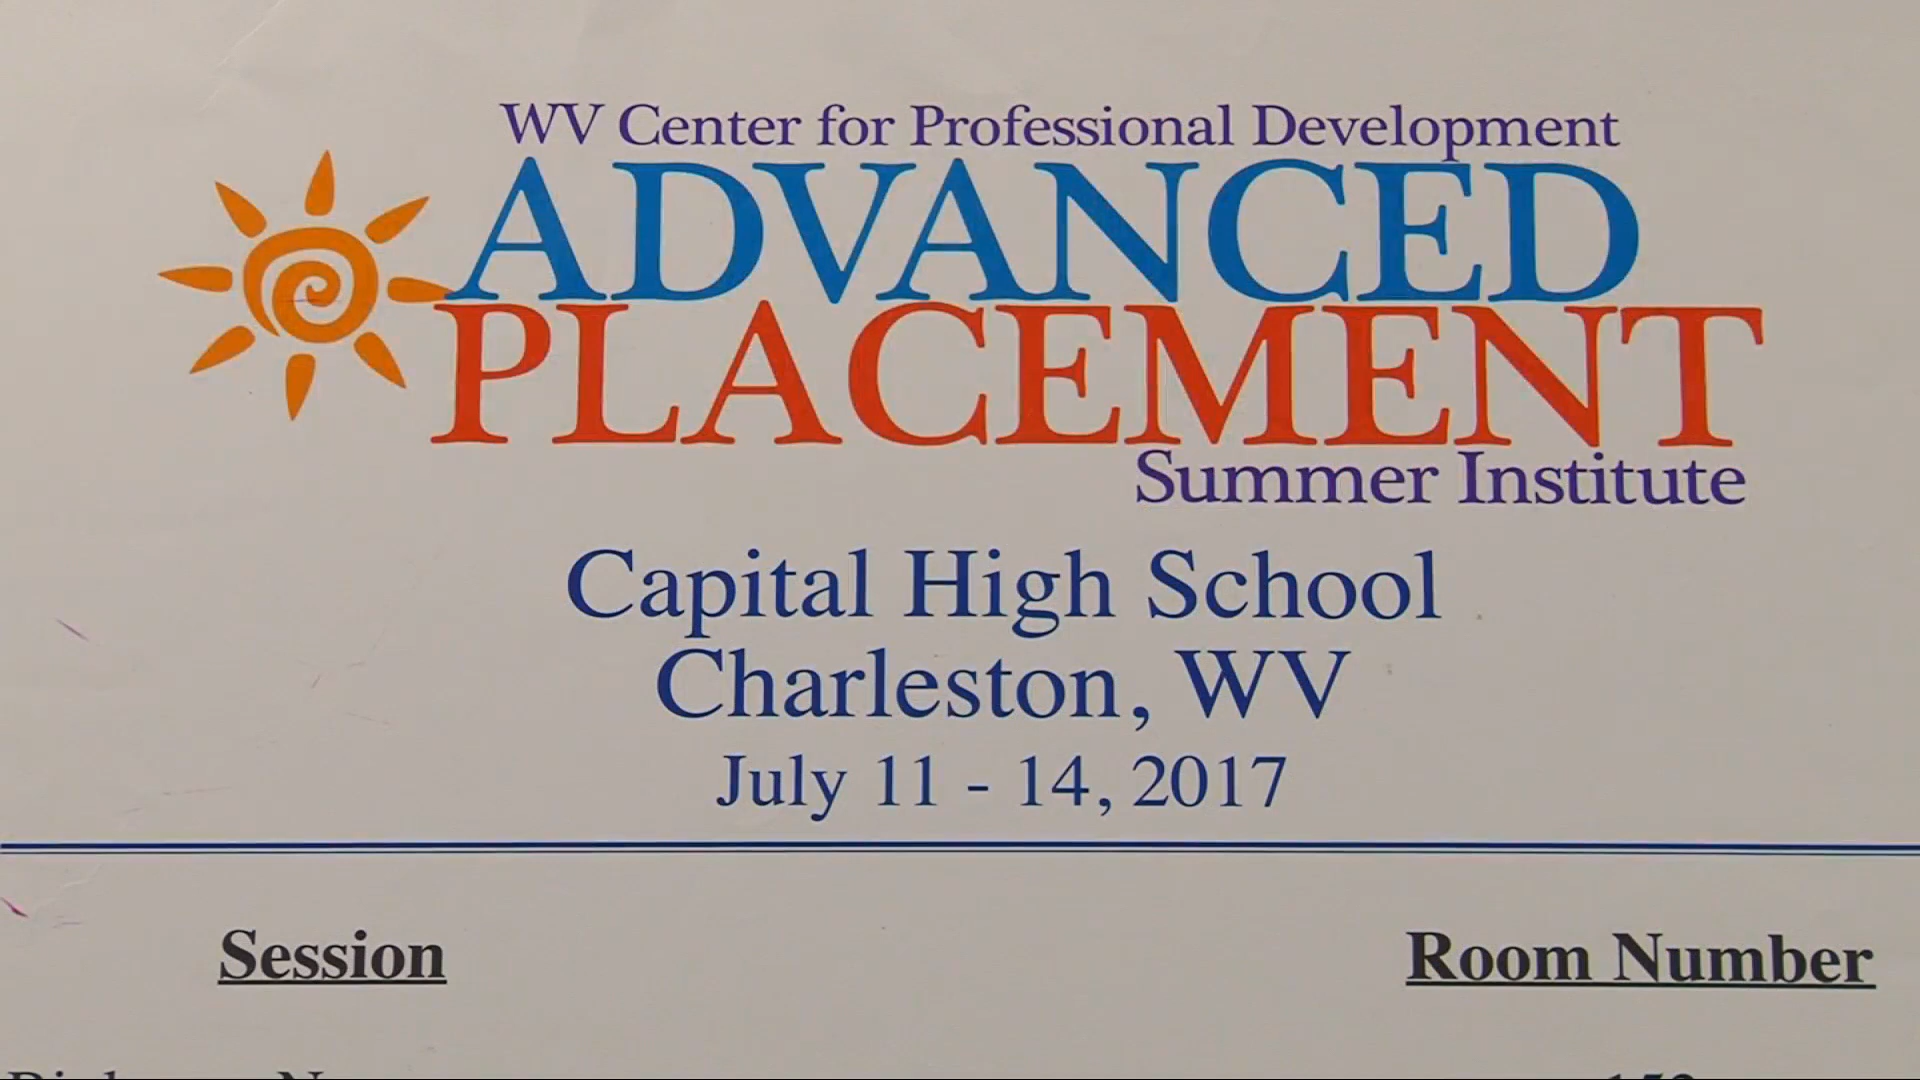 WV Center for Professional Development
ADVANCED
PLACEMENT
Summer Institute
Capital High School
Charleston, WV
July 11 - 14, 2017
Session Room Number